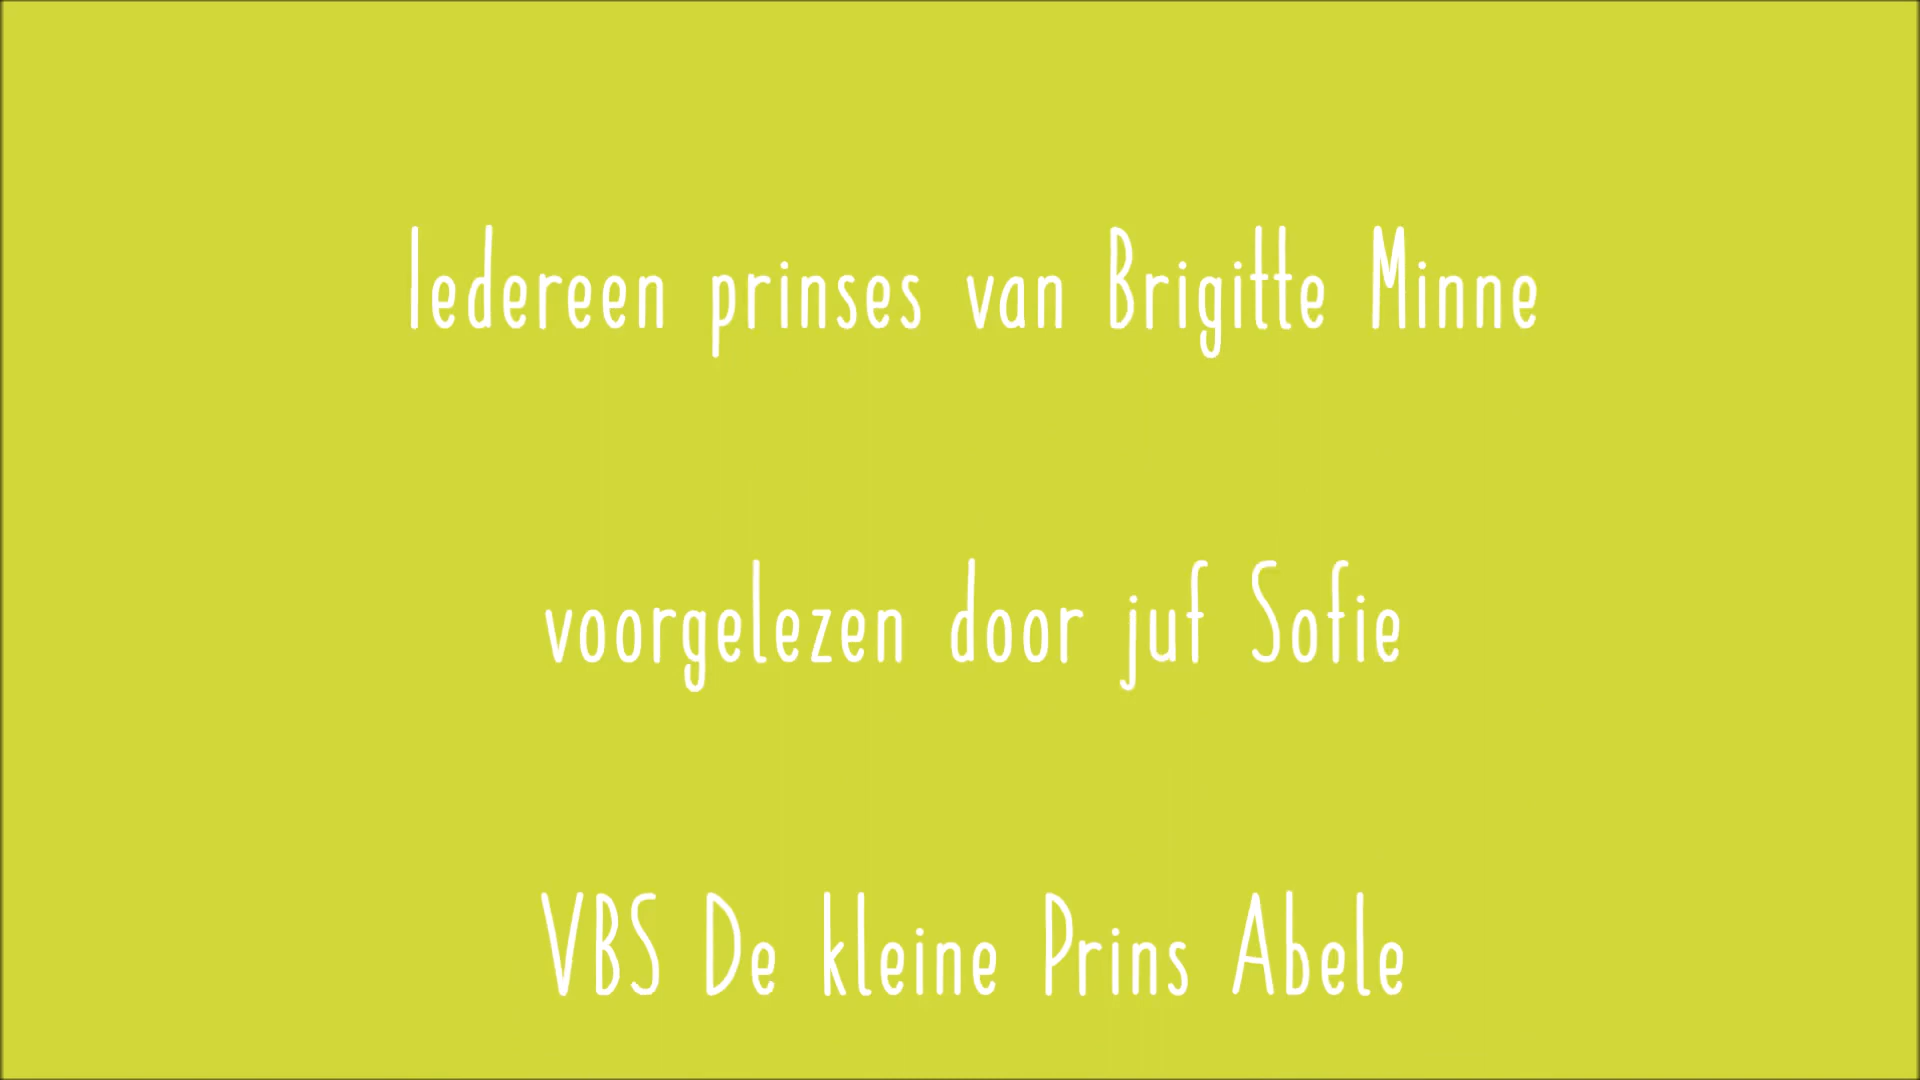 Iedereen prinses van Brigitte Minne
voorgelezen door juf Sofie
VBS De kleine Prins Abele